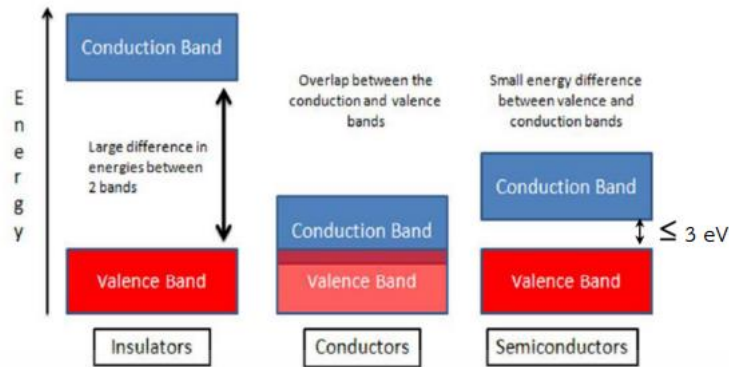 Energy
Conduction Band
Large difference in
energies between
2 bands
Valence Band
Insulators
Overlap between the
conduction and valence
bands
Conduction Band
Valence Band
Conductors
Small energy difference
between valence and
conduction bands
Conduction Band
≤ 3 eV
Valence Band
Semiconductors